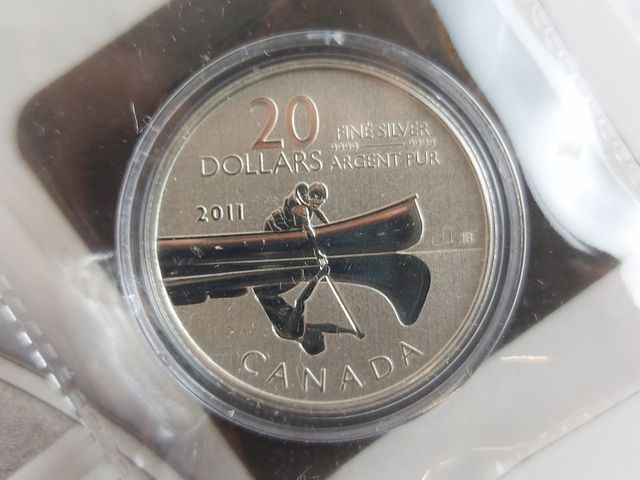 20
DOLLARS
FINE SILVER
9999 9999
ARGENT PUR
2011
CANADA